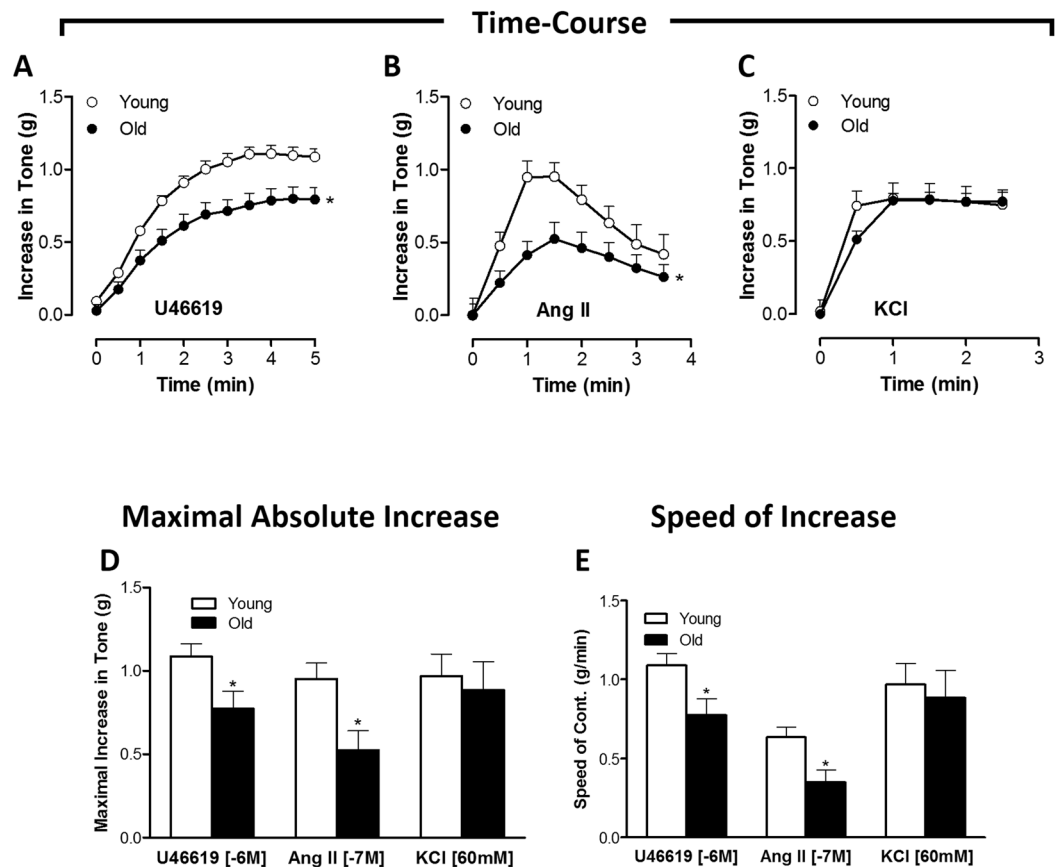 Time-Course
A
B
C
Increase in Tone (g)
1.5
1.0
0.5
0.0
Young
Old
*
U46619
0 1 2 3 4 5
Time (min)
Increase in Tone (g)
1.5
1.0
0.5
0.0
Young
Old
*
Ang II
0 1 2 3 4
Time (min)
Increase in Tone (g)
1.5
1.0
0.5
0.0
Young
Old
KCl
0 1 2 3
Time (min)
Maximal Absolute Increase
Speed of Increase
D
E
Maximal Increase in Tone (g)
1.5
1.0
0.5
0.0
Young
Old
*
*
U46619 [-6M] Ang II [-7M] KCl [60mM]
Speed of Cont. (g/min)
1.5
1.0
0.5
0.0
Young
Old
*
*
U46619 [-6M] Ang II [-7M] KCl [60mM]